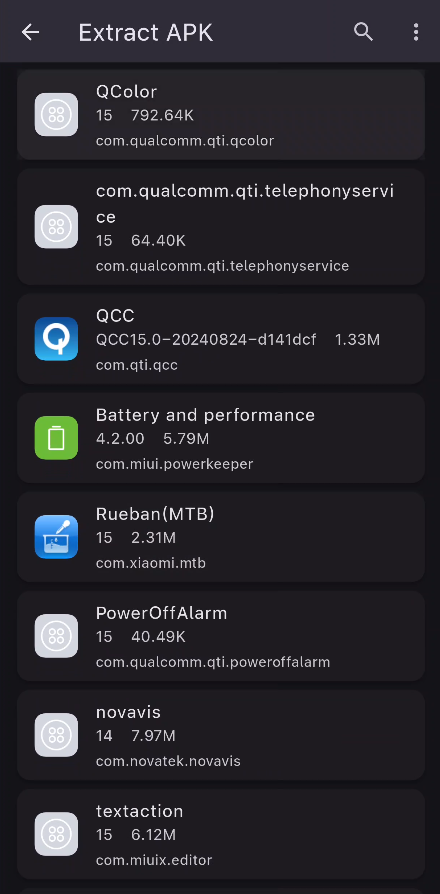 Extract APK
QColor
15 792.64K
com.qualcomm.qti.qcolor
com.qualcomm.qti.telephonyservi
ce
15 64.40K
com.qualcomm.qti.telephonyservice
QCC
QCC15.0-20240824-d141dcf 1.33M
com.qti.qcc
Battery and performance
4.2.00 5.79M
com.miui.powerkeeper
Rueban(MTB)
15 2.31M
com.xiaomi.mtb
PowerOffAlarm
15 40.49K
com.qualcomm.qti.poweroffalarm
novavis
14 7.97M
com.novatek.novavis
textaction
15 6.12M
com.miuix.editor